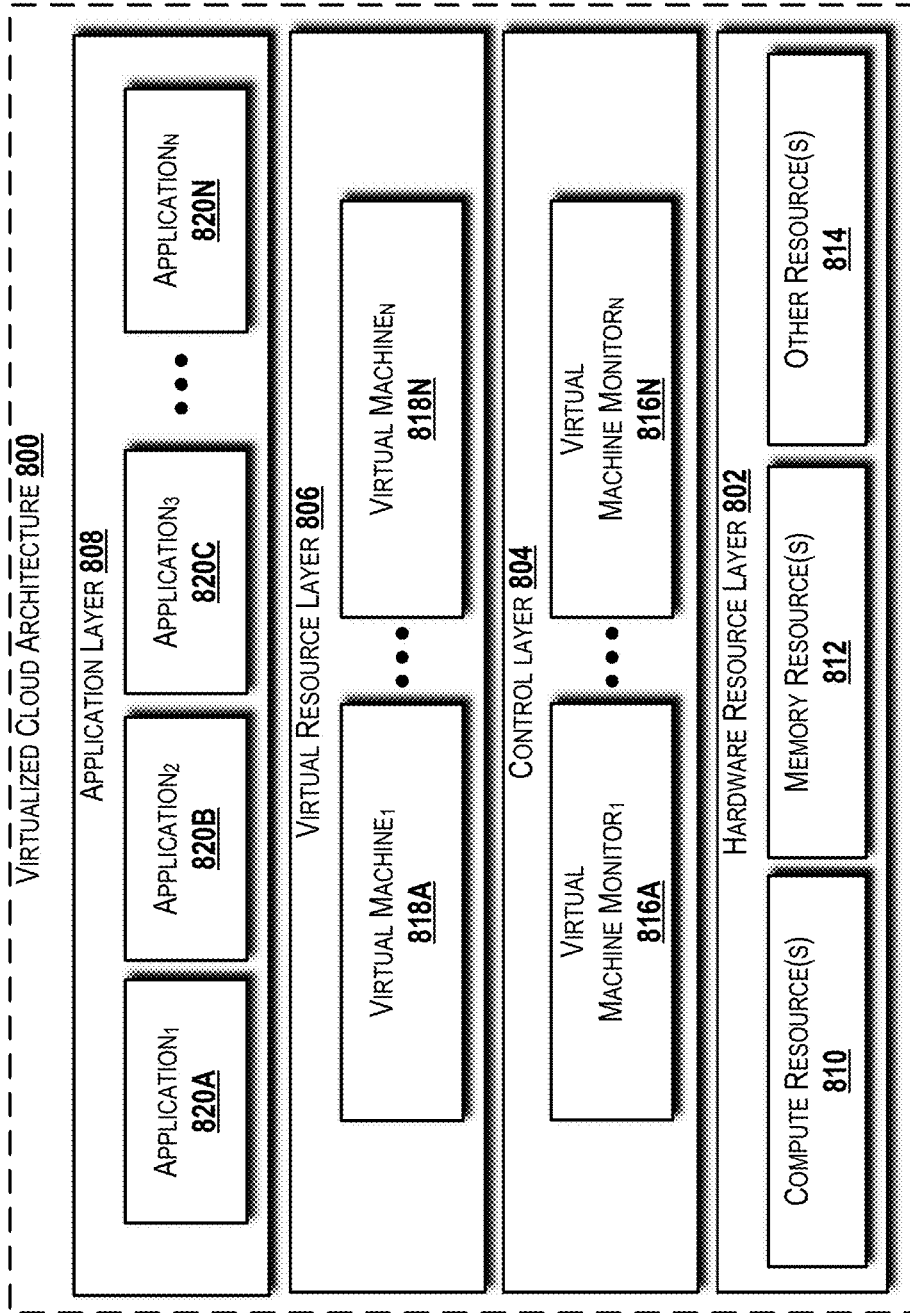 VIRTUALIZED CLOUD ARCHITECTURE 800
APPLICATION LAYER 808
APPLICATION1
820A
APPLICATION2
820B
APPLICATION3
820C
•••
APPLICATIONN
820N
VIRTUAL RESOURCE LAYER 806
VIRTUAL MACHINE1
818A
•••
VIRTUAL MACHINEN
818N
CONTROL LAYER 804
VIRTUAL
MACHINE MONITOR1
816A
•••
VIRTUAL
MACHINE MONITORN
816N
HARDWARE RESOURCE LAYER 802
COMPUTE RESOURCE(S)
810
MEMORY RESOURCE(S)
812
OTHER RESOURCE(S)
814